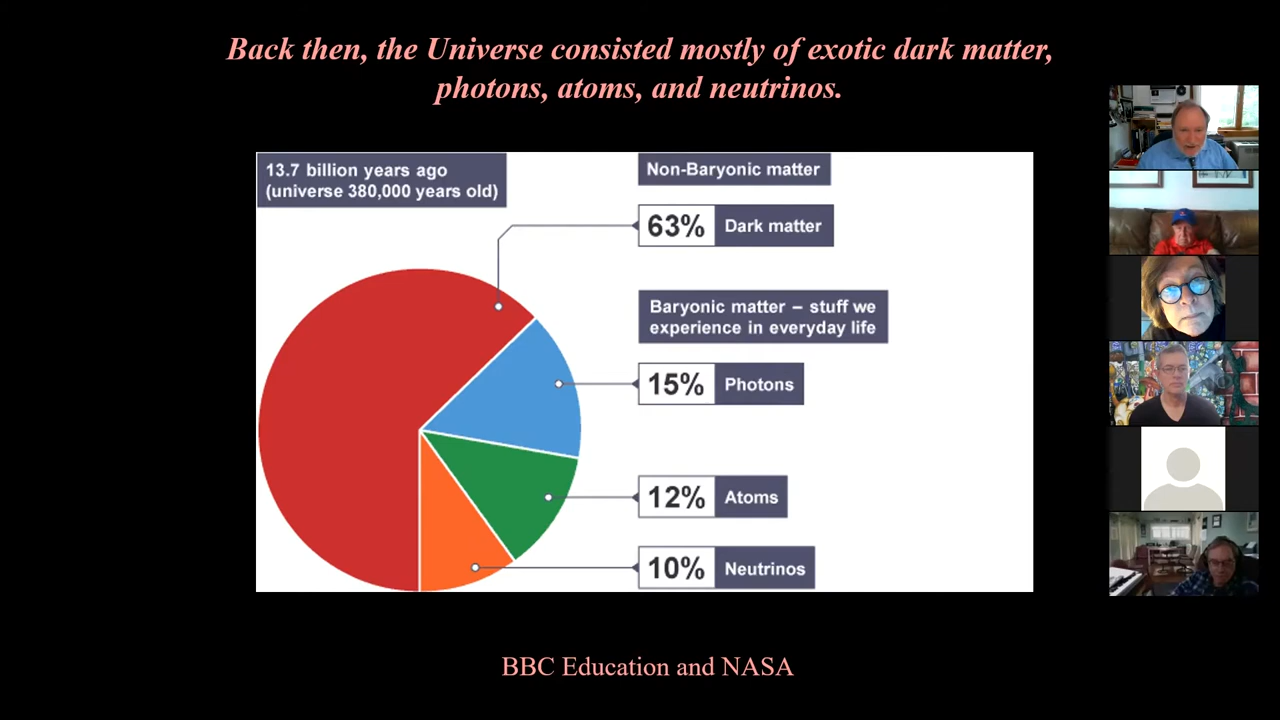 Back then, the Universe consisted mostly of exotic dark matter,
photons, atoms, and neutrinos.
13.7 billion years ago
(universe 380,000 years old)
Non-Baryonic matter
63% Dark matter
Baryonic matter – stuff we
experience in everyday life
15% Photons
12% Atoms
10% Neutrinos
BBC Education and NASA